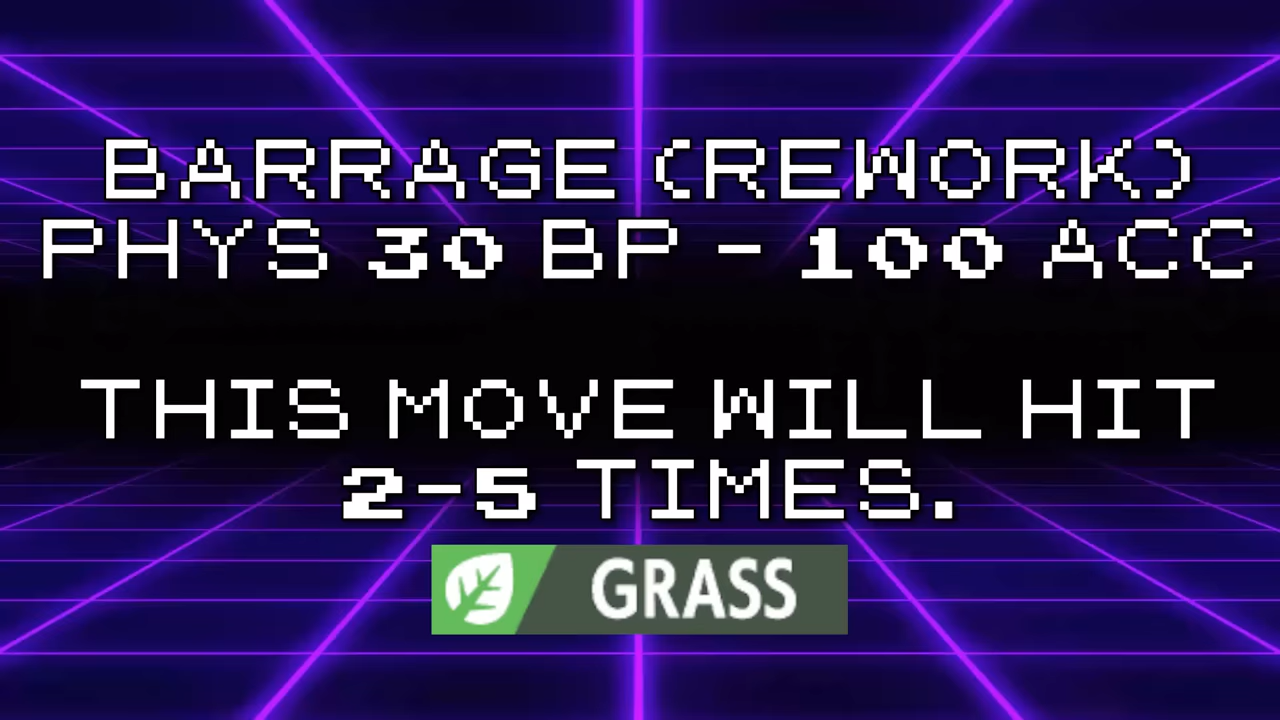 BARRAGE (REWORK)
PHYS 30 BP - 100 ACC
THIS MOVE WILL HIT
2-5 TIMES.
GRASS